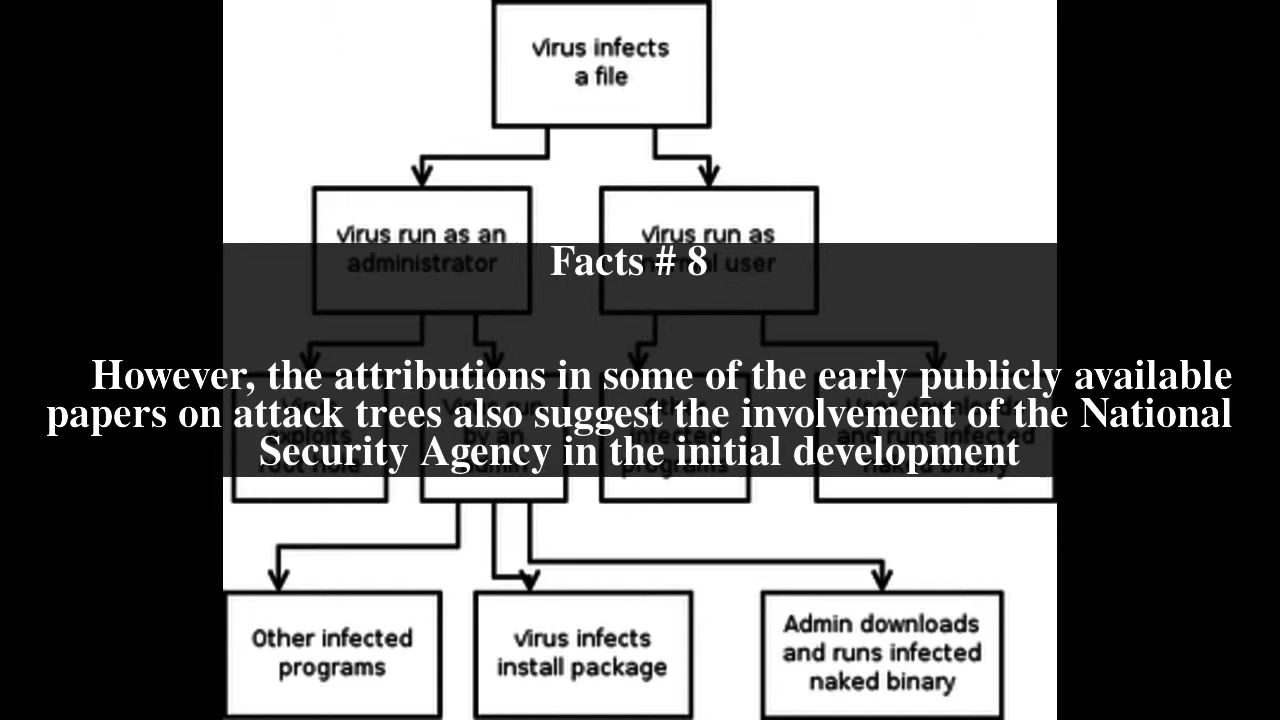 Virus infects
a file
Virus run as an
administrator
Virus run as
user
Facts # 8
However, the attributions in some of the early publicly available
papers on attack trees also suggest the involvement of the National
Security Agency in the initial development
Other infected
programs
Virus infects
install package
Admin downloads
and runs infected
naked binary